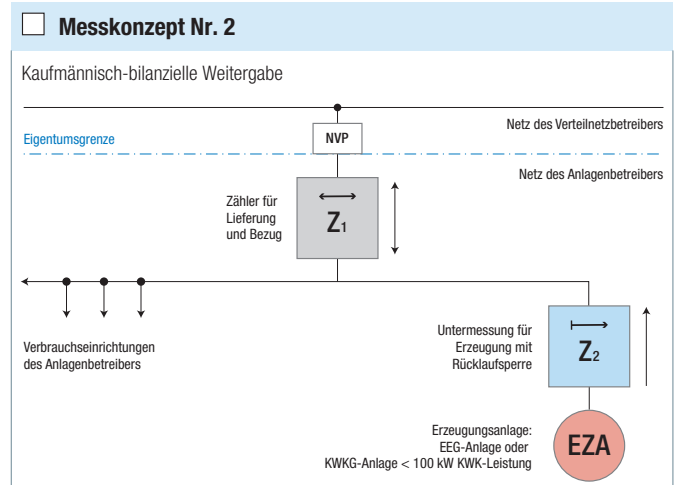 Messkonzept Nr. 2
Kaufmännisch-bilanzielle Weitergabe
Netz des Verteilnetzbetreibers
Eigentumsgrenze
NVP
Netz des Anlagenbetreibers
Zähler für
Lieferung
und Bezug
Z1
Verbrauchseinrichtungen
des Anlagenbetreibers
Untermessung für
Erzeugung mit
Rücklaufsperre
Z2
Erzeugungsanlage:
EEG-Anlage oder
KWKG-Anlage < 100 kW KWK-Leistung
EZA